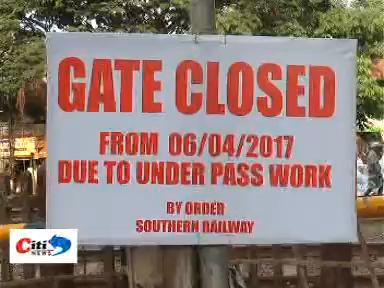 GATE CLOSED
FROM 06/04/2017
DUE TO UNDER PASS WORK
BY ORDER
SOUTHERN RAILWAY
Citi
NEWS